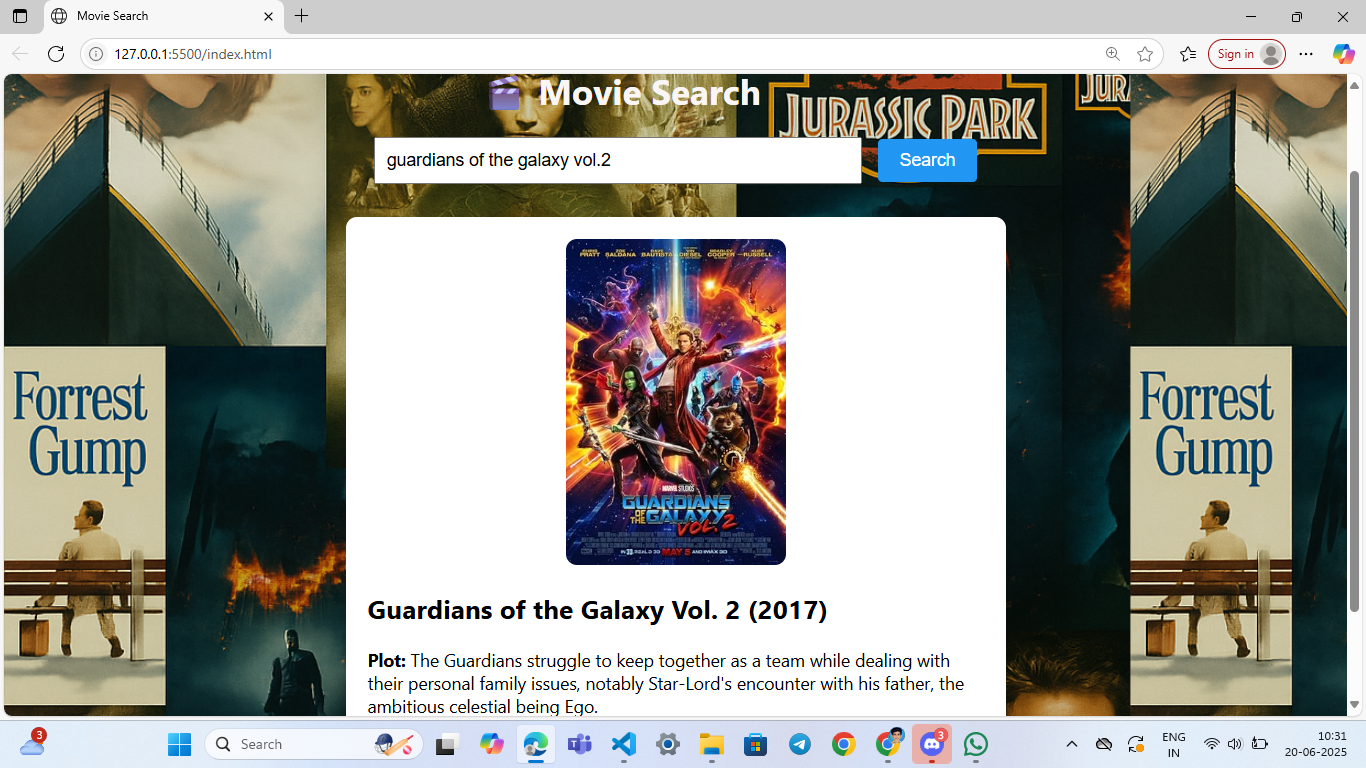 Movie Search
127.0.0.1:5500/index.html
Sign in
Movie Search
JURASSIC PARK
JUR
guardians of the galaxy vol.2
Search
CHRIS PRATT ZOE SALDANA DAVE BAUTISTA VIN DIESEL BRADLEY COOPER KURT RUSSELL
MARVEL STUDIOS
GUARDIANS
OF THE GALAXY
VOL. 2
MAY 5
Forrest
Gump
Forrest
Gump
Guardians of the Galaxy Vol. 2 (2017)
Plot: The Guardians struggle to keep together as a team while dealing with
their personal family issues, notably Star-Lord's encounter with his father, the
ambitious celestial being Ego.
3
Search
3
ENG
IN
10:31
20-06-2025